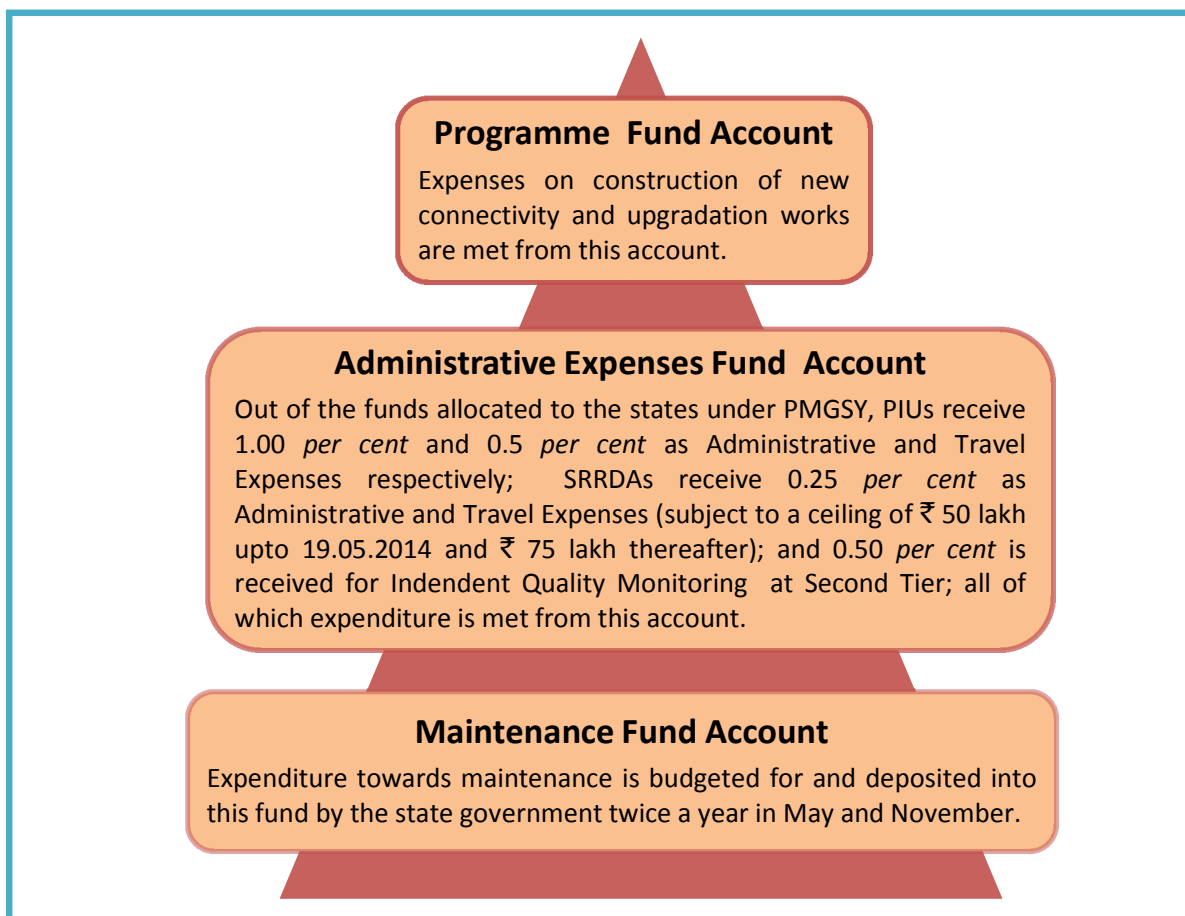 Programme Fund Account
Expenses on construction of new
connectivity and upgradation works
are met from this account.
Administrative Expenses Fund Account
Out of the funds allocated to the states under PMGSY, PIUs receive
1.00 per cent and 0.5 per cent as Administrative and Travel
Expenses respectively; SRRDAs receive 0.25 per cent as
Administrative and Travel Expenses (subject to a ceiling of ₹ 50 lakh
upto 19.05.2014 and ₹ 75 lakh thereafter); and 0.50 per cent is
received for Indendent Quality Monitoring at Second Tier; all of
which expenditure is met from this account.
Maintenance Fund Account
Expenditure towards maintenance is budgeted for and deposited into
this fund by the state government twice a year in May and November.